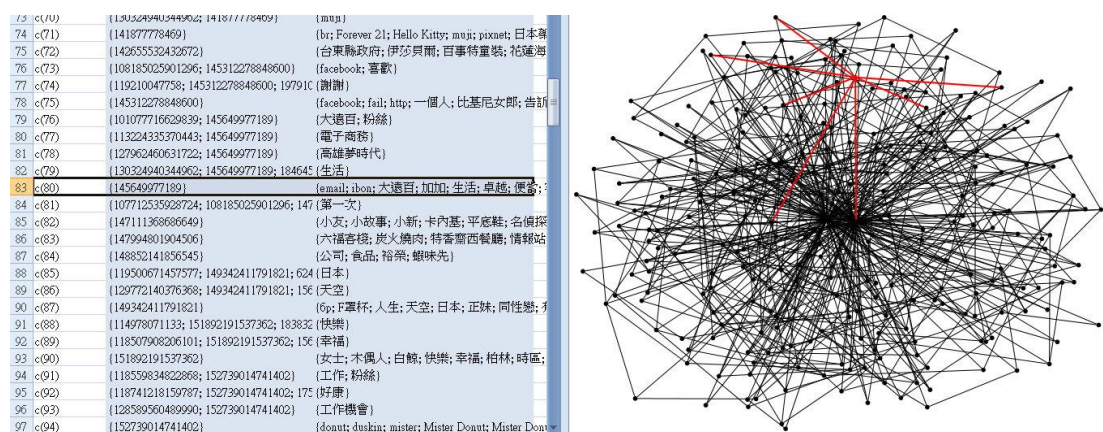 73 c(70) {130324940344962; 141877778469} {muji}
74 c(71) {141877778469} {br; Forever 21; Hello Kitty; muji; pixnet; 日本藥
75 c(72) {142655532432672} {台東縣政府; 伊莎貝爾; 百事特童裝; 花蓮海
76 c(73) {108185025901296; 145312278848600} {facebook; 喜歡}
77 c(74) {119210047758; 145312278848600; 197910 {謝謝}
78 c(75) {145312278848600} {facebook; fail; http; 一個人; 比基尼女郎; 告訴
79 c(76) {101077716629839; 145649977189} {大遠百; 粉絲}
80 c(77) {113224335370443; 145649977189} {電子商務}
81 c(78) {127962460631722; 145649977189} {高雄夢時代}
82 c(79) {130324940344962; 145649977189; 184645 {生活}
83 c(80) {145649977189} {email; ibon; 大遠百; 加加; 生活; 卓越; 便當;
84 c(81) {107712535928724; 108185025901296; 147 {第一次}
85 c(82) {147111368686649} {小友; 小故事; 小新; 卡內基; 平底鞋; 名偵探
86 c(83) {147994801904506} {六福客棧; 炭火燒肉; 特香齋西餐廳; 情報站
87 c(84) {148852141856545} {公司; 食品; 裕榮; 蝦味先}
88 c(85) {119500671457577; 149342411791821; 624 {日本}
89 c(86) {129772140376368; 149342411791821; 156 {天空}
90 c(87) {149342411791821} {6p; F罩杯; 人生; 天空; 日本; 正妹; 同性戀;
91 c(88) {114978071133; 151892191537362; 183832 {快樂}
92 c(89) {118507908206101; 151892191537362; 156 {幸福}
93 c(90) {151892191537362} {女士; 木偶人; 白鯨; 快樂; 幸福; 柏林; 時區;
94 c(91) {118559834822868; 152739014741402} {工作; 粉絲}
95 c(92) {118741218159787; 152739014741402; 175 {好康}
96 c(93) {128589560489990; 152739014741402} {工作機會}
97 c(94) {152739014741402} {donut; duskin; mister; Mister Donut; Mister Don